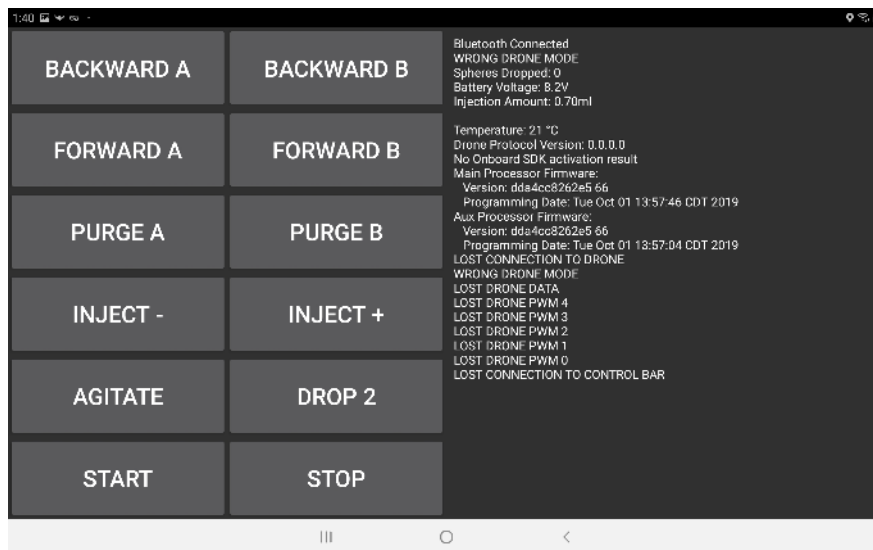 1:40
BACKWARD A
BACKWARD B
FORWARD A
FORWARD B
PURGE A
PURGE B
INJECT -
INJECT +
AGITATE
DROP 2
START
STOP
Bluetooth Connected
WRONG DRONE MODE
Spheres Dropped: 0
Battery Voltage: 8.2V
Injection Amount: 0.70ml
Temperature: 21 °C
Drone Protocol Version: 0.0.0.0
No Onboard SDK activation result
Main Processor Firmware:
Version: dda4cc8262e5 66
Programming Date: Tue Oct 01 13:57:46 CDT 2019
Aux Processor Firmware:
Version: dda4cc8262e5 66
Programming Date: Tue Oct 01 13:57:04 CDT 2019
LOST CONNECTION TO DRONE
WRONG DRONE MODE
LOST DRONE DATA
LOST DRONE PWM 4
LOST DRONE PWM 3
LOST DRONE PWM 2
LOST DRONE PWM 1
LOST DRONE PWM 0
LOST CONNECTION TO CONTROL BAR